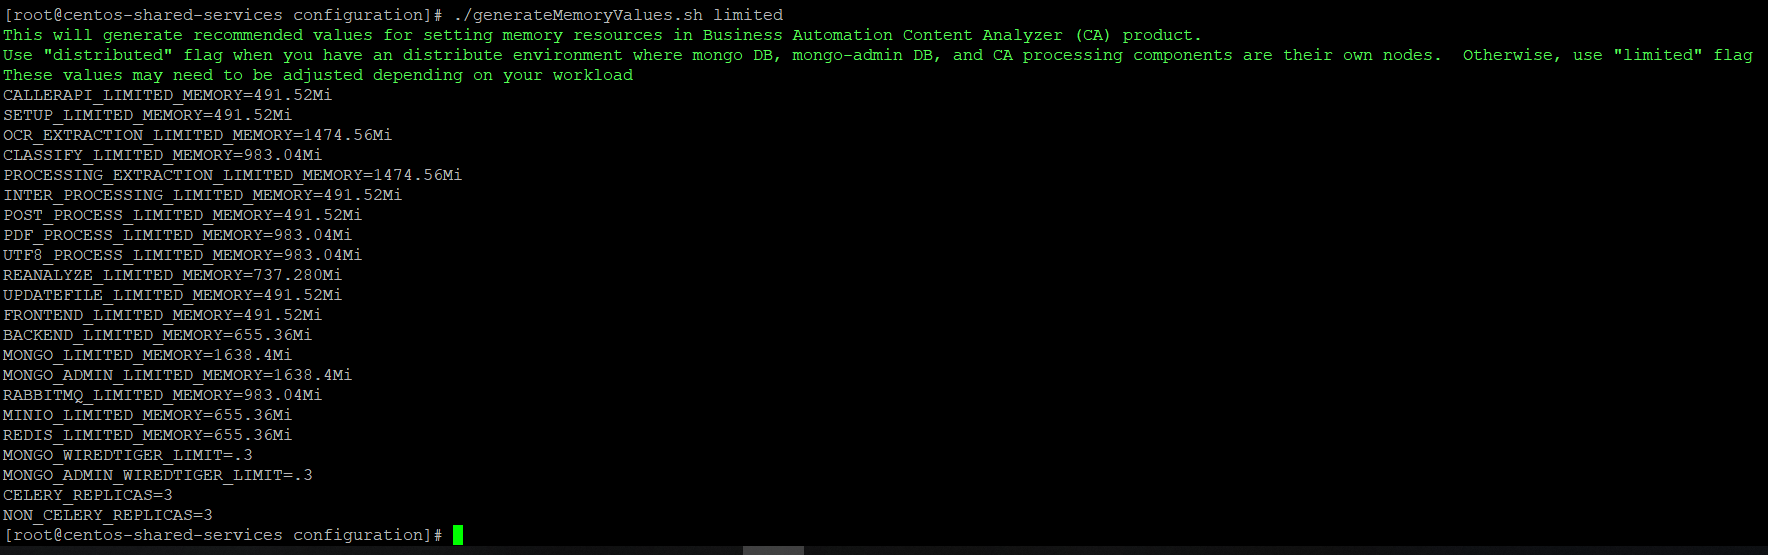 [root@centos-shared-services configuration]# ./generateMemoryValues.sh limited
This will generate recommended values for setting memory resources in Business Automation Content Analyzer (CA) product.
Use "distributed" flag when you have an distribute environment where mongo DB, mongo-admin DB, and CA processing components are their own nodes.  Otherwise, use "limited" flag
These values may need to be adjusted depending on your workload
CALLERAPI_LIMITED_MEMORY=491.52Mi
SETUP_LIMITED_MEMORY=491.52Mi
OCR_EXTRACTION_LIMITED_MEMORY=1474.56Mi
CLASSIFY_LIMITED_MEMORY=983.04Mi
PROCESSING_EXTRACTION_LIMITED_MEMORY=1474.56Mi
INTER_PROCESSING_LIMITED_MEMORY=491.52Mi
POST_PROCESS_LIMITED_MEMORY=491.52Mi
PDF_PROCESS_LIMITED_MEMORY=983.04Mi
UTF8_PROCESS_LIMITED_MEMORY=983.04Mi
REANALYZE_LIMITED_MEMORY=737.280Mi
UPDATEFILE_LIMITED_MEMORY=491.52Mi
FRONTEND_LIMITED_MEMORY=491.52Mi
BACKEND_LIMITED_MEMORY=655.36Mi
MONGO_LIMITED_MEMORY=1638.4Mi
MONGO_ADMIN_LIMITED_MEMORY=1638.4Mi
RABBITMQ_LIMITED_MEMORY=983.04Mi
MINIO_LIMITED_MEMORY=655.36Mi
REDIS_LIMITED_MEMORY=655.36Mi
MONGO_WIREDTIGER_LIMIT=.3
MONGO_ADMIN_WIREDTIGER_LIMIT=.3
CELERY_REPLICAS=3
NON_CELERY_REPLICAS=3
[root@centos-shared-services configuration]#